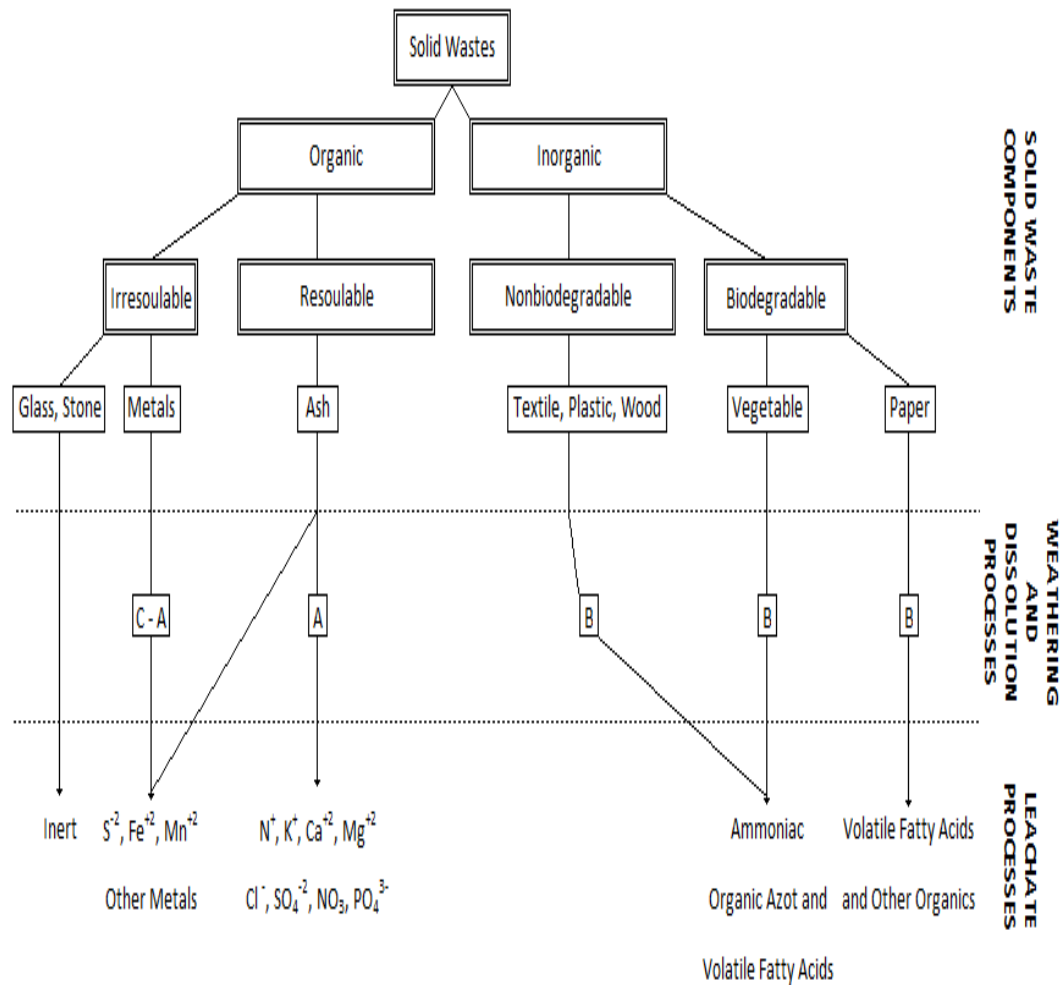 Solid Wastes
Organic
Inorganic
SOLID WASTE
COMPONENTS
Irresoulable
Resoulable
Nonbiodegradable
Biodegradable
Glass, Stone
Metals
Ash
Textile, Plastic, Wood
Vegetable
Paper
WEATHERING
AND
DISSOLUTION
PROCESSES
C - A
A
B
B
B
LEACHATE
PROCESSES
Inert
S⁻², Fe⁺², Mn⁺²
Other Metals
N⁺, K⁺, Ca⁺², Mg⁺²
Cl⁻, SO₄⁻², NO₃, PO₄³⁻
Ammoniac
Organic Azot and
Volatile Fatty Acids
Volatile Fatty Acids
and Other Organics